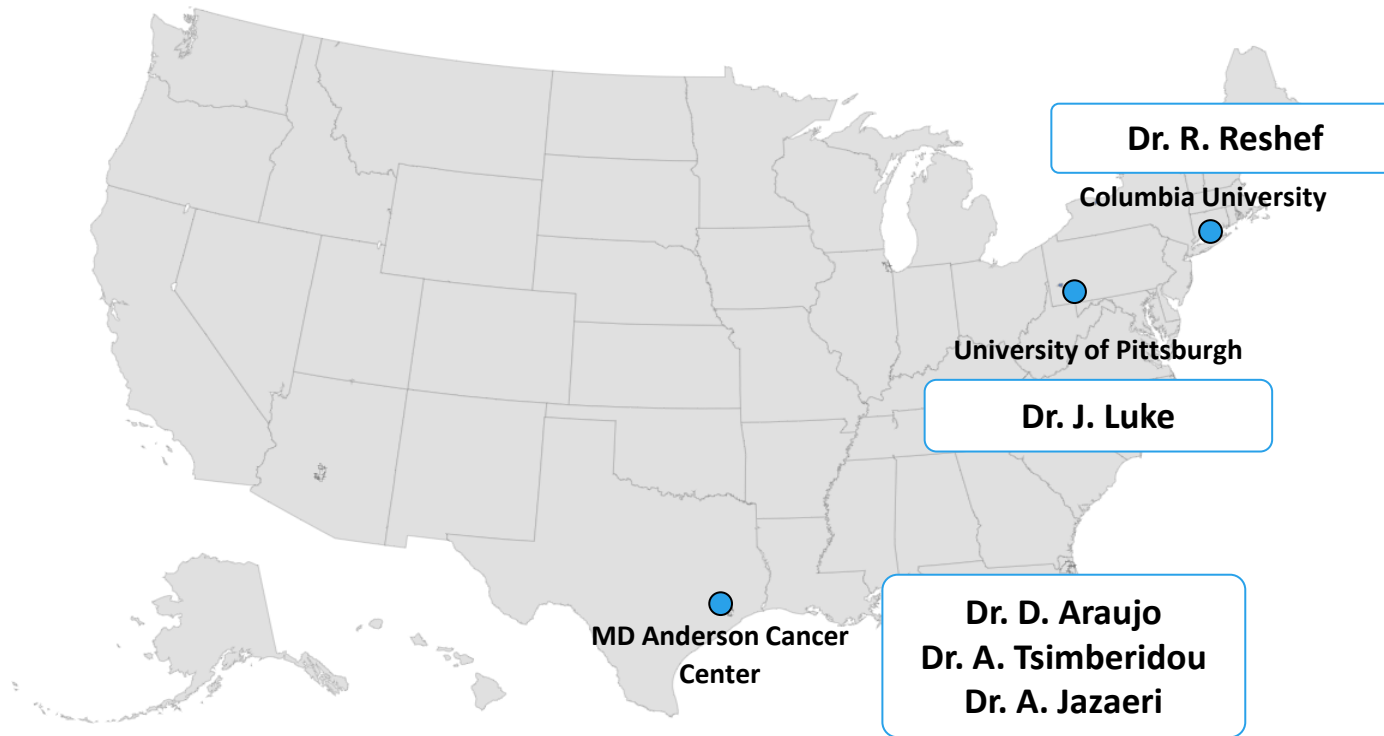 Dr. R. Reshef
Columbia University
University of Pittsburgh
Dr. J. Luke
MD Anderson Cancer
Center
Dr. D. Araujo
Dr. A. Tsimberidou
Dr. A. Jazaeri